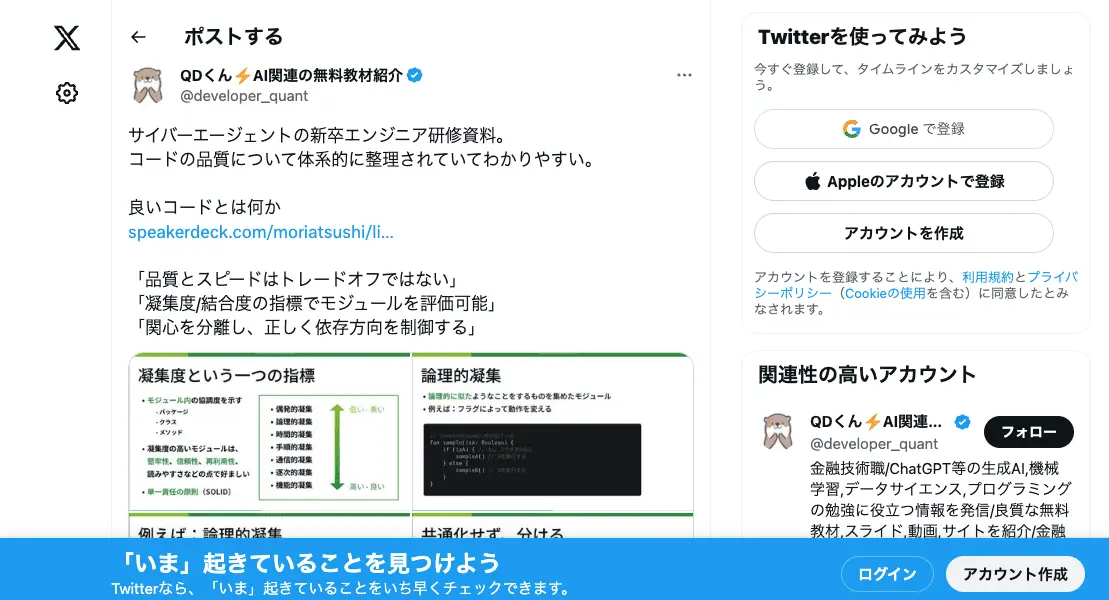 ポストする
QDくん⚡AI関連の無料教材紹介
@developer_quant
サイバーエージェントの新卒エンジニア研修資料。
コードの品質について体系的に整理されていてわかりやすい。
良いコードとは何か
speakerdeck.com/moriatsushi/li...
「品質とスピードはトレードオフではない」
「凝集度/結合度の指標でモジュールを評価可能」
「関心を分離し、正しく依存方向を制御する」
凝集度という一つの指標
• モジュール内の協調度を示す
- パッケージ
- クラス
- メソッド
• 凝集度の高いモジュールは、
堅牢性、信頼性、再利用性、
読みやすさなどの点で好ましい
• 単一責任の原則（SOLID）
• 偶発的凝集
• 論理的凝集
• 時間的凝集
• 手順的凝集
• 通信的凝集
• 逐次的凝集
• 機能的凝集
低い - 悪い
高い - 良い
論理的凝集
• 論理的に似たようなことをするものを集めたモジュール
• 例えば：フラグによって動作を変える
fun sample(isA: Boolean) {
if (isA) {
sampleA()
} else {
sampleB()
}
}
例えば：論理的凝集
共通化せず、分ける
Twitterを使ってみよう
今すぐ登録して、タイムラインをカスタマイズしましょ
う。
Google で登録
Appleのアカウントで登録
アカウントを作成
アカウントを登録することにより、利用規約とプライバ
シーポリシー（Cookieの使用を含む）に同意したとみ
なされます。
関連性の高いアカウント
QDくん⚡AI関連...
@developer_quant
フォロー
金融技術職/ChatGPT等の生成AI,機械
学習,データサイエンス,プログラミング
の勉強に役立つ情報を発信/良質な無料
教材,スライド,動画,サイトを紹介/金融
「いま」起きていることを見つけよう
Twitterなら、「いま」起きていることをいち早くチェックできます。
ログイン
アカウント作成